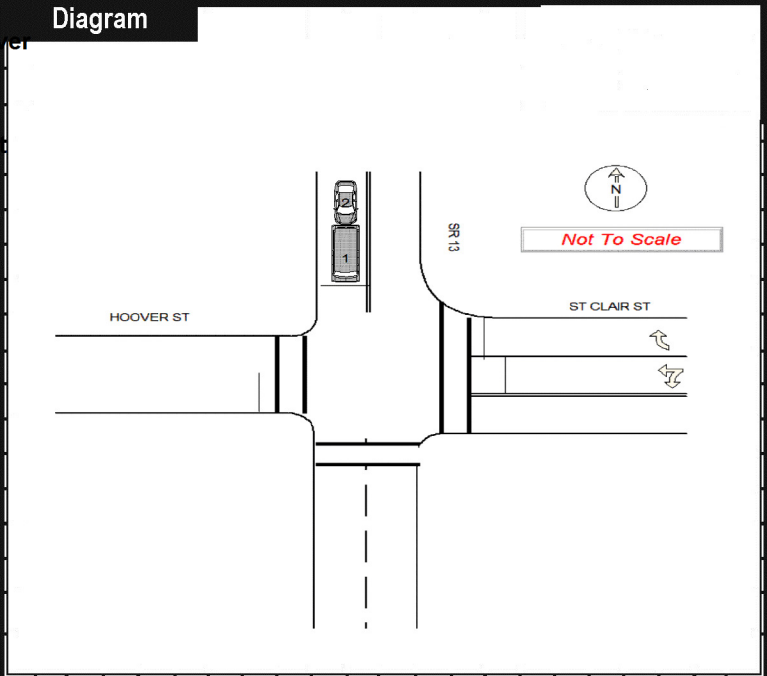 Diagram
2
1
N
SR 13
Not To Scale
HOOVER ST
ST CLAIR ST